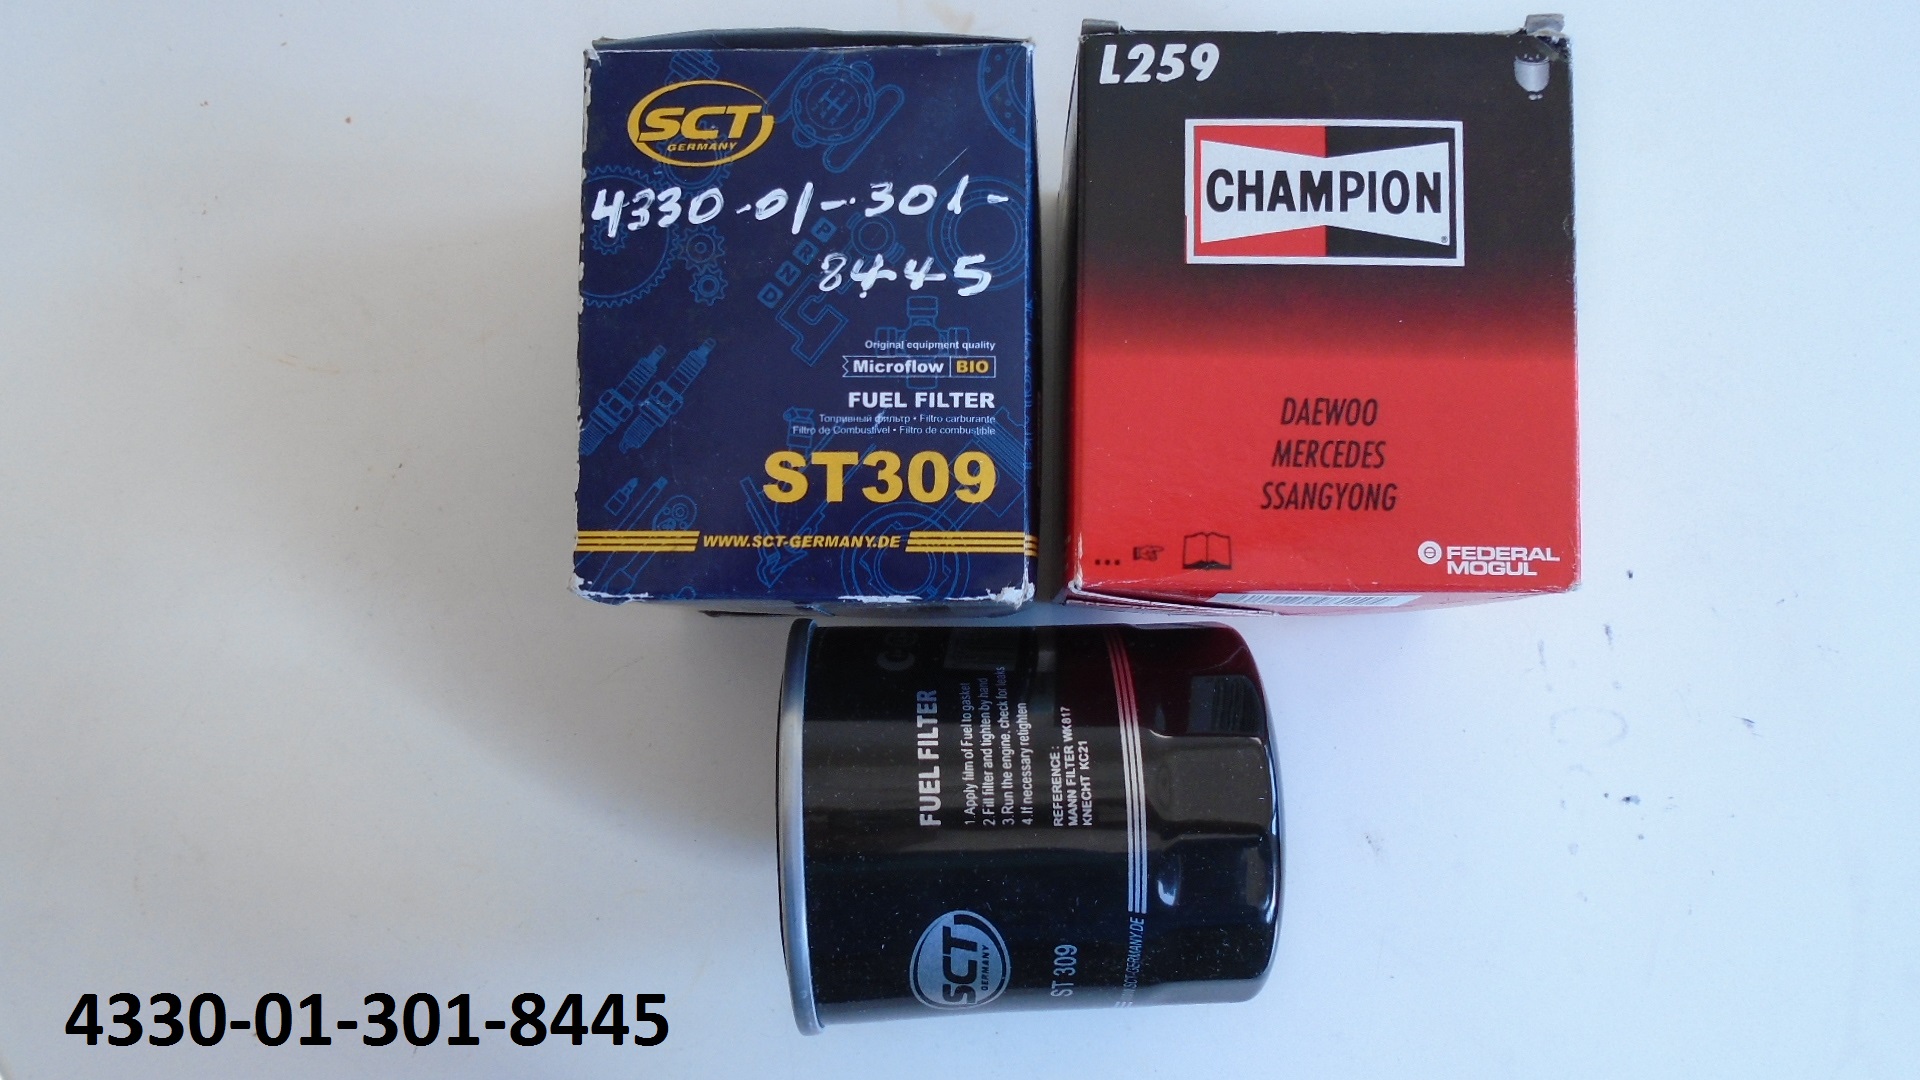 SCT
GERMANY
4330-01-301-
8445
Original equipment quality
Microflow BIO
FUEL FILTER
Топливный фильтр • Filtro carburante
Filtro de Combustível • Filtro de combustible
ST309
WWW.SCT-GERMANY.DE
L259
CHAMPION
DAEWOO
MERCEDES
SSANGYONG
...
FEDERAL
MOGUL
FUEL FILTER
1.Apply film of Fuel to gasket
2.Fill filter and tighten by hand
3.Run the engine, check for leaks
4.If necessary retighten
REFERENCE:
MANN FILTER WK817
KNECHT KC21
SCT
GERMANY
ST 309
WWW.SCT-GERMANY.DE
4330-01-301-8445